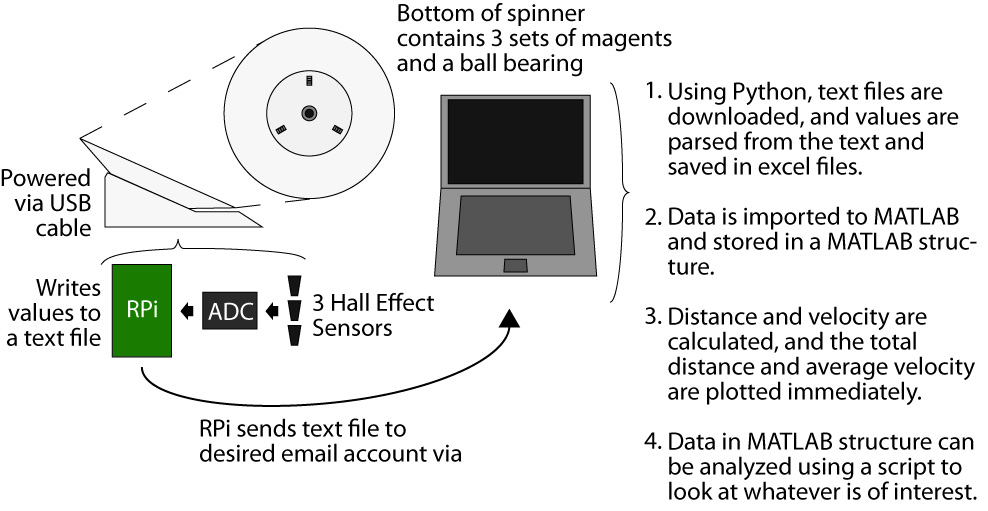 Bottom of spinner
contains 3 sets of magents
and a ball bearing
Powered
via USB
cable
Writes
values to
a text file
RPi
ADC
3 Hall Effect
Sensors
RPi sends text file to
desired email account via
1. Using Python, text files are
downloaded, and values are
parsed from the text and
saved in excel files.
2. Data is imported to MATLAB
and stored in a MATLAB struc-
ture.
3. Distance and velocity are
calculated, and the total
distance and average velocity
are plotted immediately.
4. Data in MATLAB structure can
be analyzed using a script to
look at whatever is of interest.